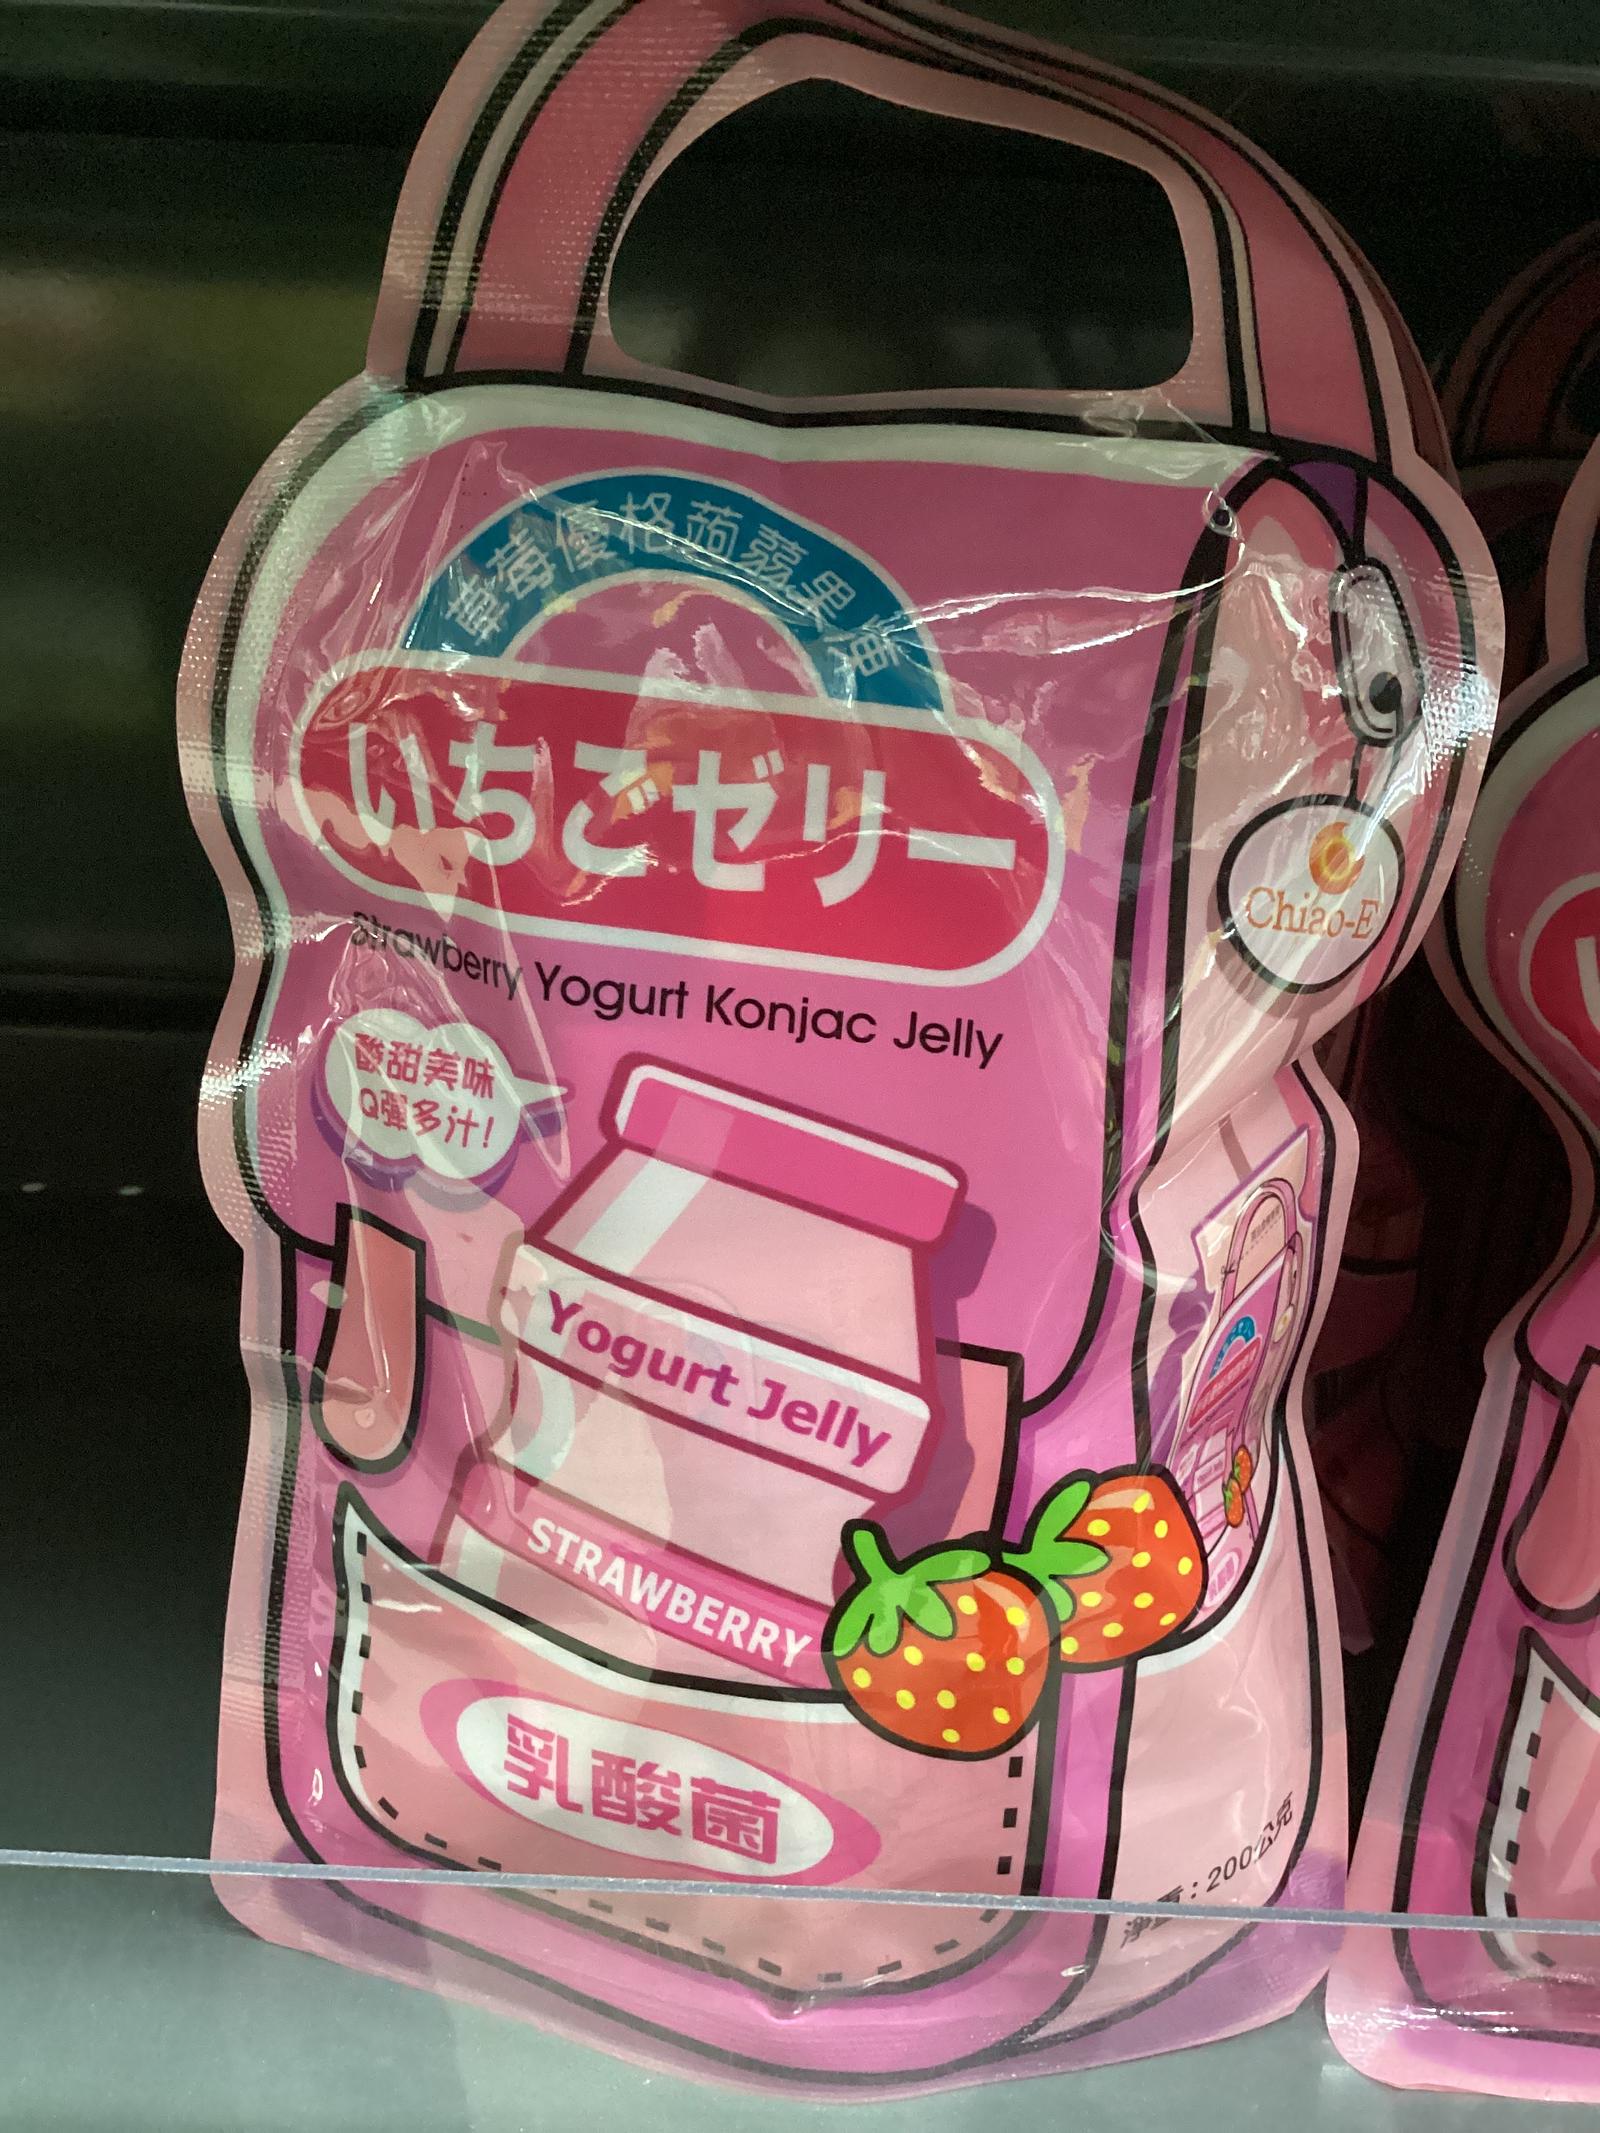 草莓優格蒟蒻果凍
いちごゼリー
Strawberry Yogurt Konjac Jelly
Chiao-E
酸甜美味
Q彈多汁!
Yogurt Jelly
STRAWBERRY
乳酸菌
淨重:200公克